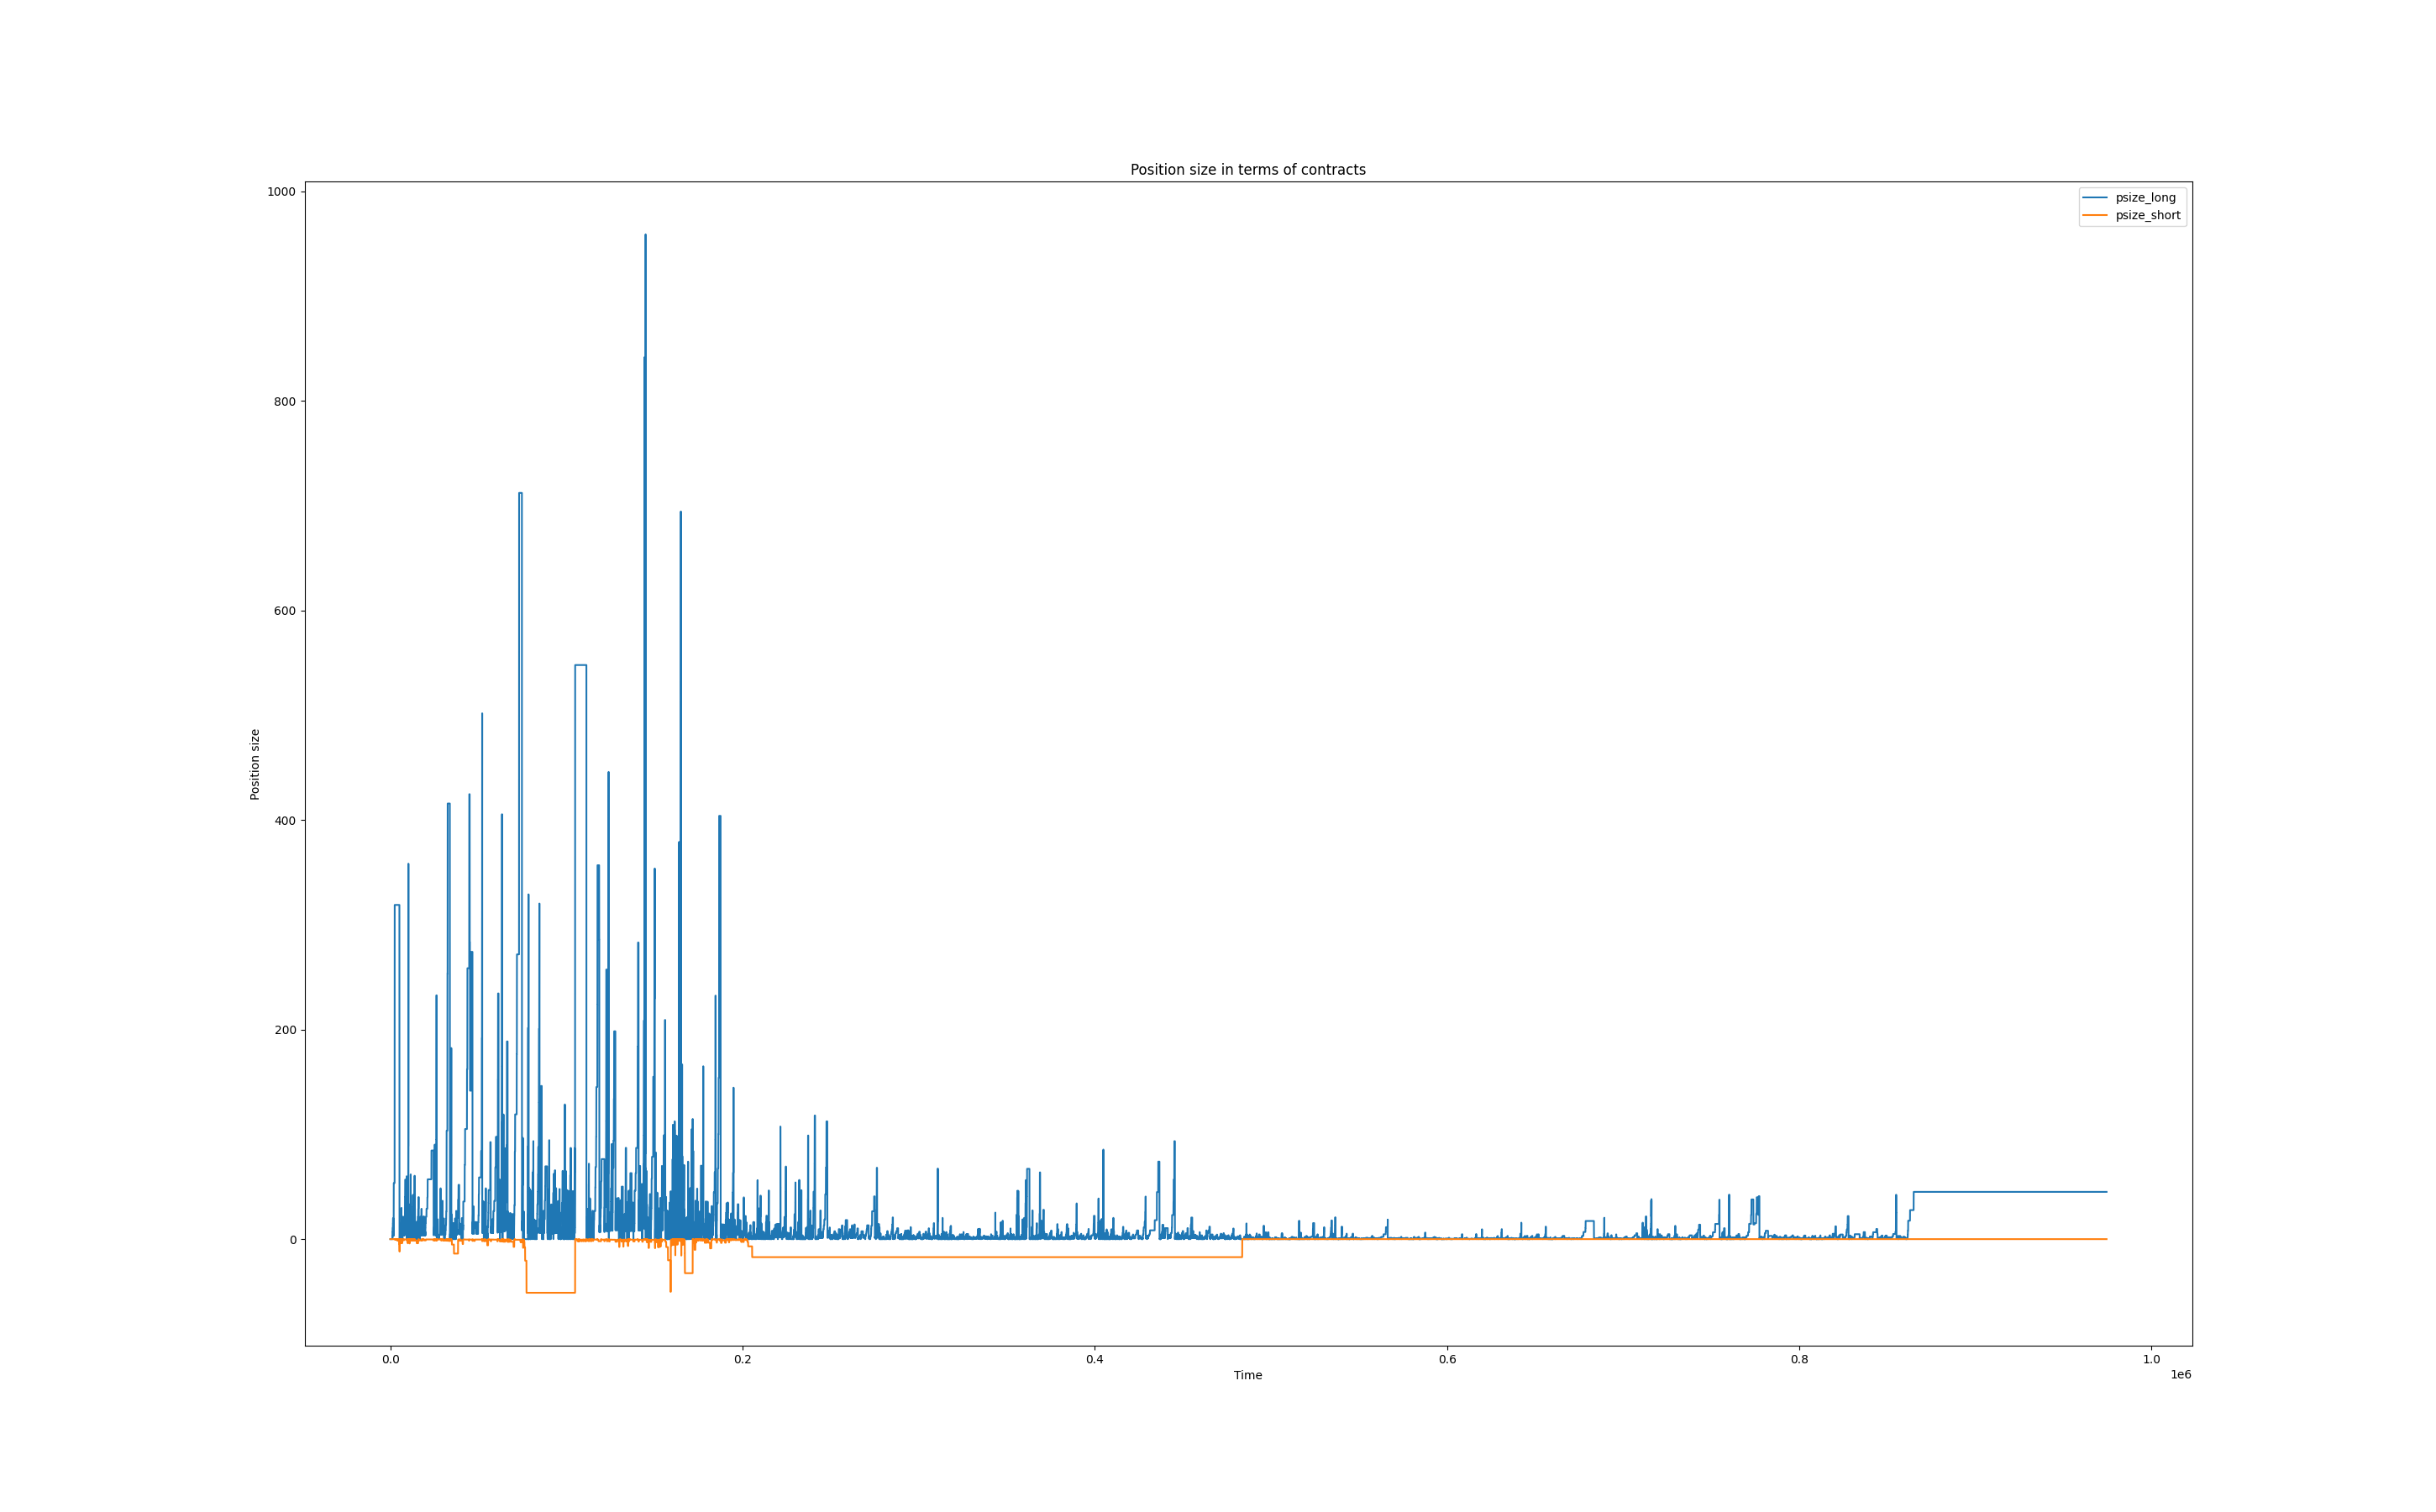 Position size in terms of contracts
psize_long
psize_short
1000
800
600
400
200
0
Position size
0.0 0.2 0.4 0.6 0.8 1.0
Time
1e6